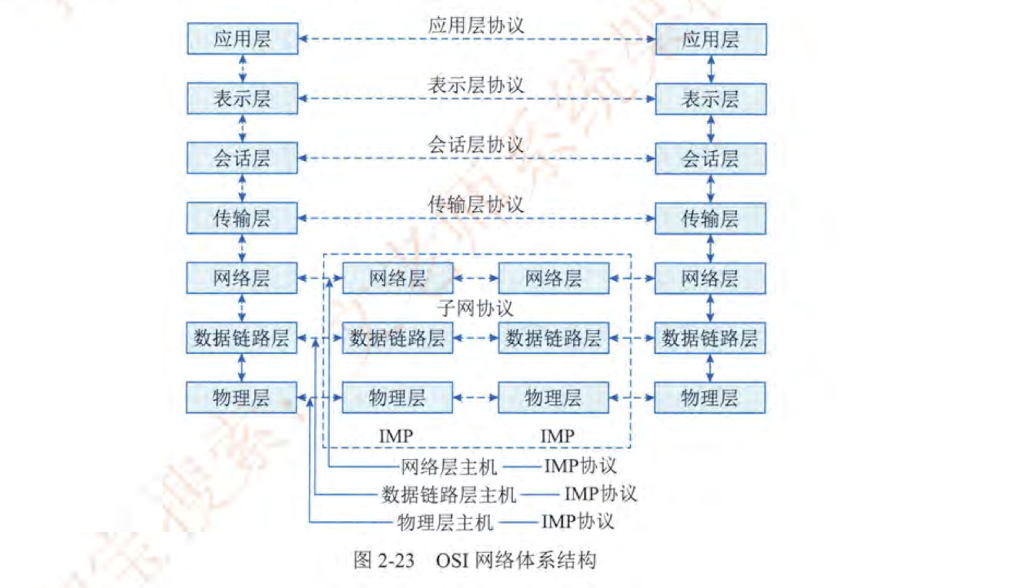 应用层协议
应用层 应用层
表示层协议
表示层 表示层
会话层协议
会话层 会话层
传输层协议
传输层 传输层
网络层 网络层 网络层 网络层
子网协议
数据链路层 数据链路层 数据链路层 数据链路层
物理层 物理层 物理层 物理层
IMP IMP
网络层主机 IMP协议
数据链路层主机 IMP协议
物理层主机 IMP协议
图 2-23 OSI 网络体系结构